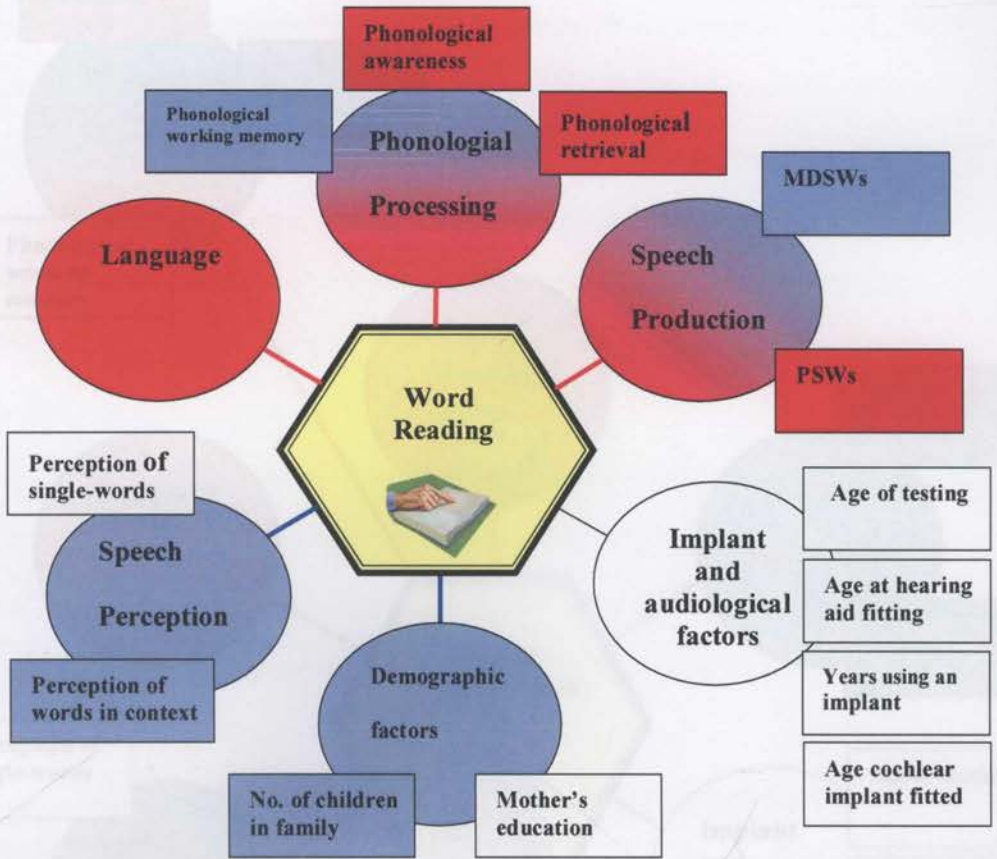 Phonological
awareness
Phonological
working memory
Phonologial
Processing
Phonological
retrieval
MDSWs
Language
Speech
Production
PSWs
Word
Reading
Perception of
single-words
Speech
Perception
Perception of
words in context
Implant
and
audiological
factors
Age of testing
Age at hearing
aid fitting
Years using an
implant
Age cochlear
implant fitted
Demographic
factors
No. of children
in family
Mother's
education